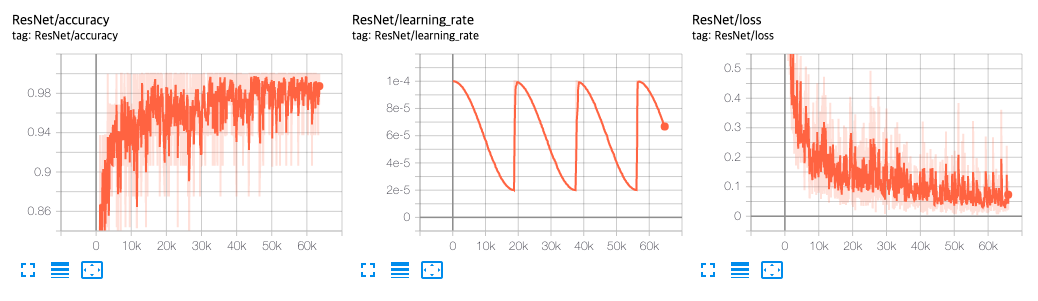 ResNet/accuracy
tag: ResNet/accuracy
0.98
0.94
0.9
0.86
0 10k 20k 30k 40k 50k 60k
ResNet/learning_rate
tag: ResNet/learning_rate
1e-4
8e-5
6e-5
4e-5
2e-5
0
0 10k 20k 30k 40k 50k 60k
ResNet/loss
tag: ResNet/loss
0.5
0.4
0.3
0.2
0.1
0
0 10k 20k 30k 40k 50k 60k